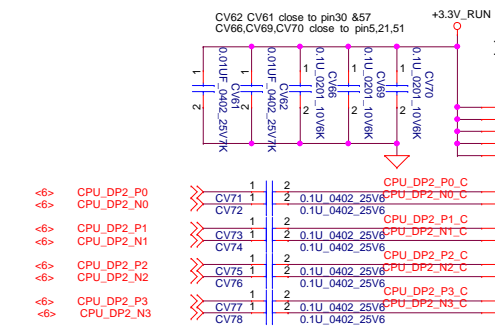 CV62 CV61 close to pin30 &57
CV66,CV69,CV70 close to pin5,21,51
+3.3V_RUN
1 1 1 1 1
0.01UF_0402_25V7K
CV61
0.01UF_0402_25V7K
CV62
0.1U_0201_10V6K
CV66
0.1U_0201_10V6K
CV69
0.1U_0201_10V6K
CV70
2 2 2 2 2
<6> CPU_DP2_P0 CV71 1 2 0.1U_0402_25V6 CPU_DP2_P0_C
<6> CPU_DP2_N0 CV72 1 2 0.1U_0402_25V6 CPU_DP2_N0_C
<6> CPU_DP2_P1 CV73 1 2 0.1U_0402_25V6 CPU_DP2_P1_C
<6> CPU_DP2_N1 CV74 1 2 0.1U_0402_25V6 CPU_DP2_N1_C
<6> CPU_DP2_P2 CV75 1 2 0.1U_0402_25V6 CPU_DP2_P2_C
<6> CPU_DP2_N2 CV76 1 2 0.1U_0402_25V6 CPU_DP2_N2_C
<6> CPU_DP2_P3 CV77 1 2 0.1U_0402_25V6 CPU_DP2_P3_C
<6> CPU_DP2_N3 CV78 1 2 0.1U_0402_25V6 CPU_DP2_N3_C